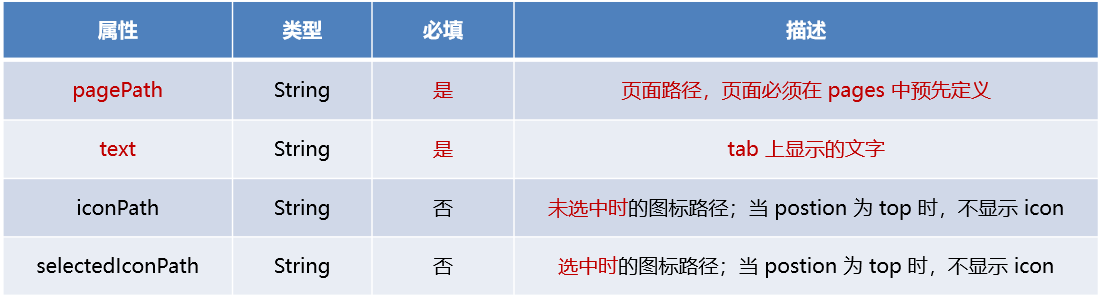 属性 类型 必填 描述
pagePath String 是 页面路径，页面必须在 pages 中预先定义
text String 是 tab 上显示的文字
iconPath String 否 未选中时的图标路径；当 postion 为 top 时，不显示 icon
selectedIconPath String 否 选中时的图标路径；当 postion 为 top 时，不显示 icon